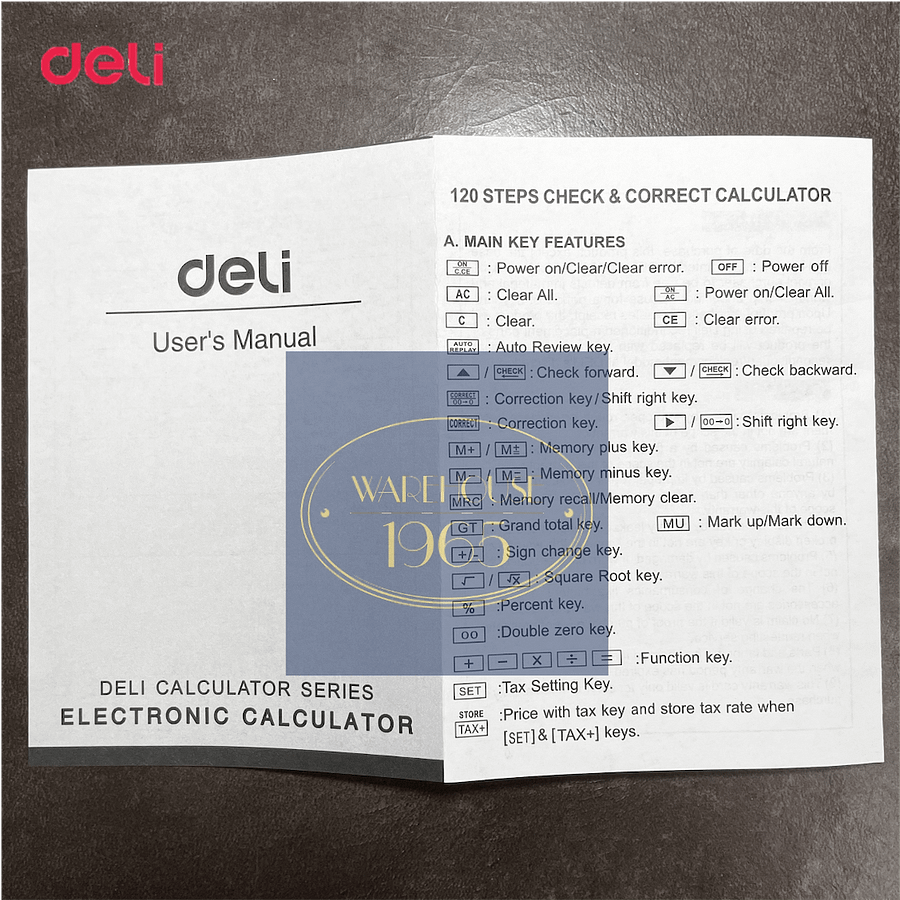 deli
deli
User's Manual
DELI CALCULATOR SERIES
ELECTRONIC CALCULATOR
120 STEPS CHECK & CORRECT CALCULATOR
A. MAIN KEY FEATURES
ON C.CE : Power on/Clear/Clear error. OFF : Power off
AC : Clear All. ON AC : Power on/Clear All.
C : Clear. CE : Clear error.
AUTO REPLAY : Auto Review key.
▲ / CHECK → : Check forward. ▼ / CHECK : Check backward.
CORRECT 00→0 : Correction key/Shift right key.
CORRECT : Correction key. ▶ / 00→0 : Shift right key.
M+ / M± : Memory plus key.
M− / M= : Memory minus key.
MRC : Memory recall/Memory clear.
GT : Grand total key. MU : Mark up/Mark down.
+/- : Sign change key.
√ / √X : Square Root key.
% :Percent key.
00 :Double zero key.
+ − × ÷ = :Function key.
SET :Tax Setting Key.
STORE TAX+ :Price with tax key and store tax rate when
[SET] & [TAX+] keys.
WAREHOUSE
1965